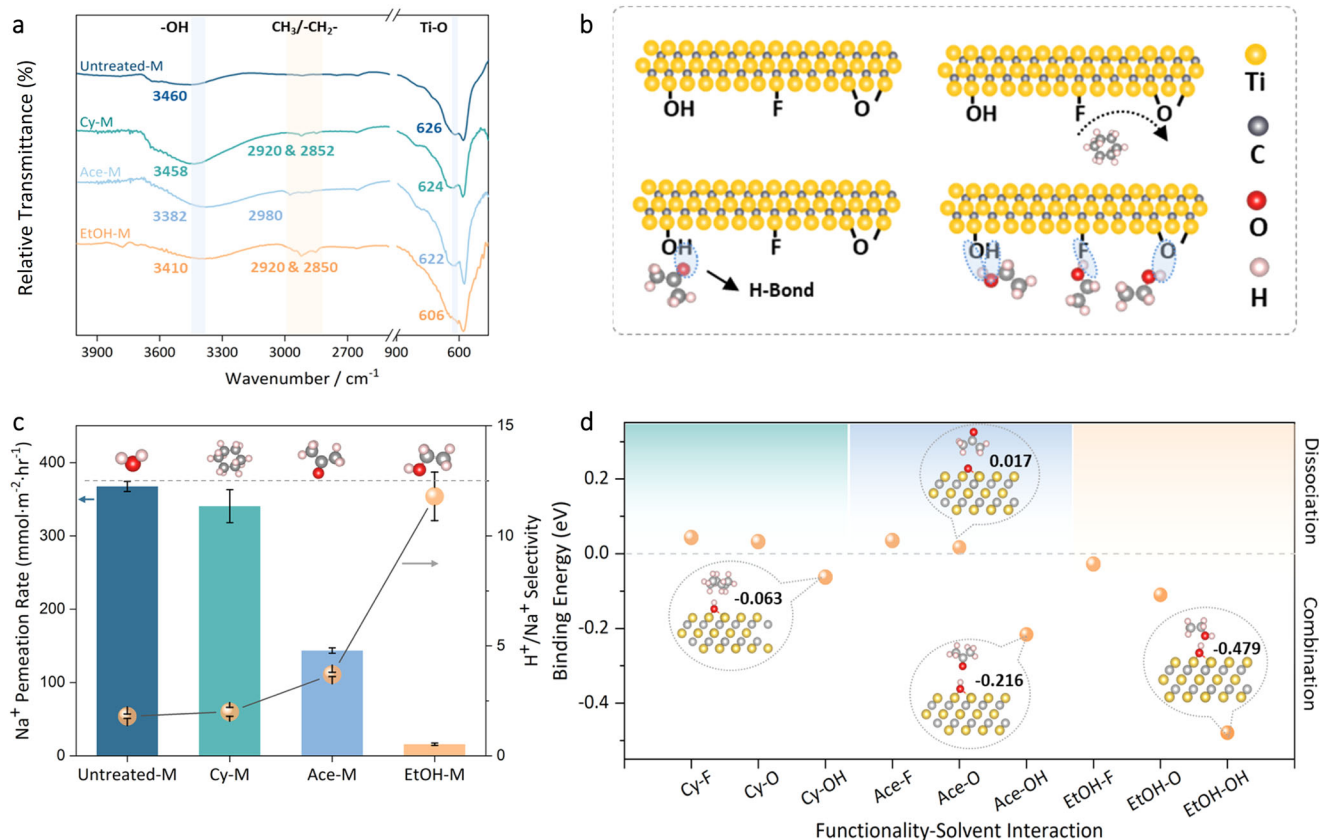 a
-OH
CH₃/-CH₂-
Ti-O
Untreated-M
3460
626
Cy-M
2920 & 2852
3458
624
Ace-M
3382
2980
622
EtOH-M
3410
2920 & 2850
606
Relative Transmittance (%)
3900
3600
3300
3000
2700
900
600
Wavenumber / cm⁻¹
b
OH
F
O
OH
F
O
Ti
C
OH
F
O
H-Bond
OH
F
O
O
H
c
Na⁺ Pemeation Rate (mmol·m⁻²·hr⁻¹)
400
300
200
100
0
15
10
5
0
H⁺/Na⁺ Selectivity
Untreated-M
Cy-M
Ace-M
EtOH-M
d
Binding Energy (eV)
0.2
0.0
-0.2
-0.4
0.017
-0.063
-0.216
-0.479
Dissociation
Combination
Cy-F
Cy-O
Cy-OH
Ace-F
Ace-O
Ace-OH
EtOH-F
EtOH-O
EtOH-OH
Functionality-Solvent Interaction